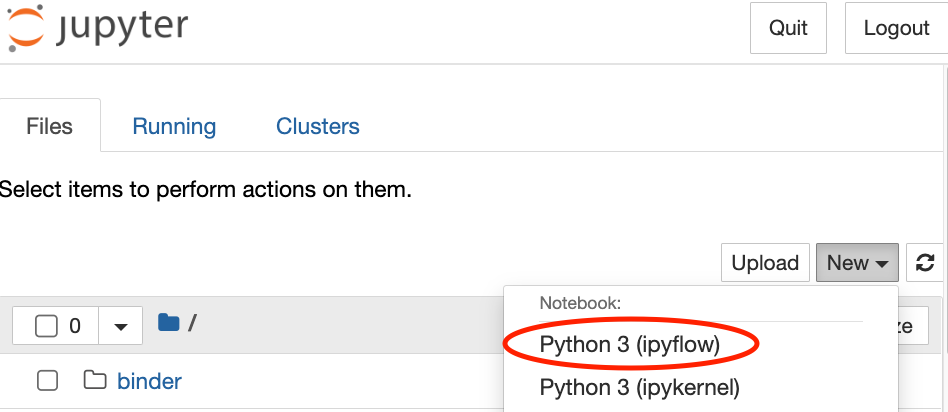 jupyter
Quit
Logout
Files
Running
Clusters
Select items to perform actions on them.
Upload
New
0
/
Notebook:
Python 3 (ipyflow)
ze
binder
Python 3 (ipykernel)